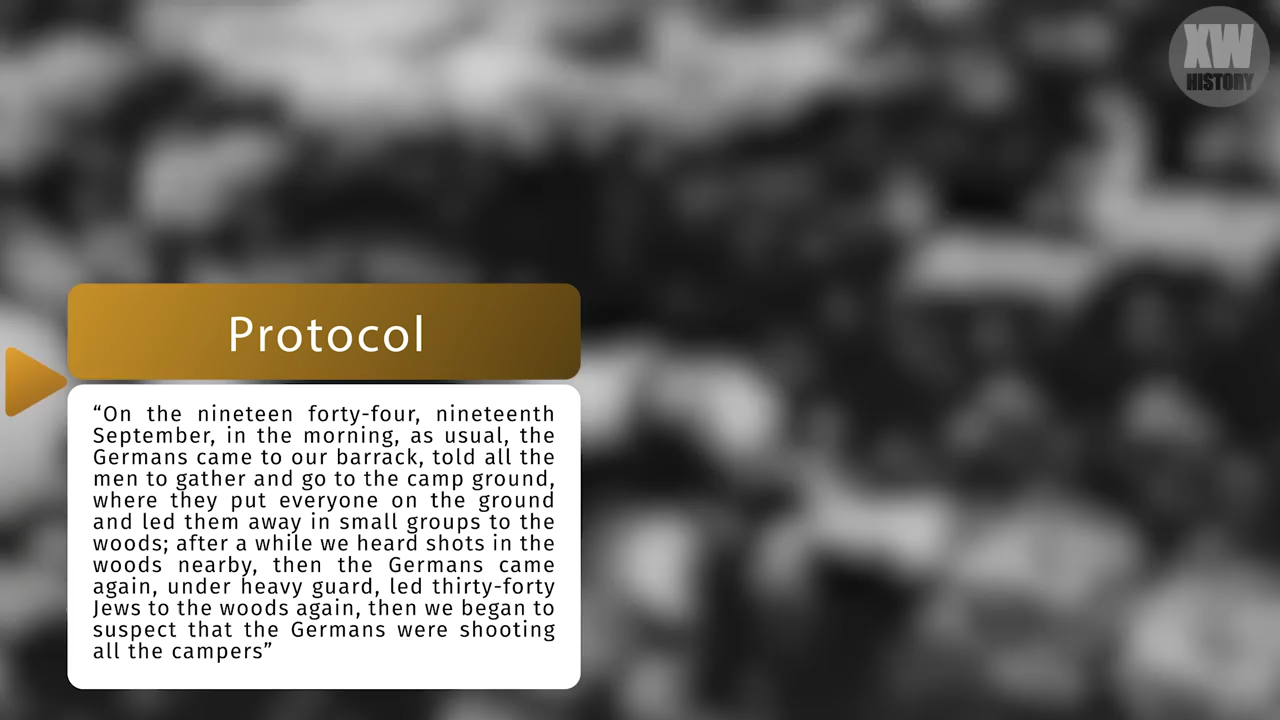 XW
HISTORY
Protocol
“On the nineteen forty-four, nineteenth
September, in the morning, as usual, the
Germans came to our barrack, told all the
men to gather and go to the camp ground,
where they put everyone on the ground
and led them away in small groups to the
woods; after a while we heard shots in the
woods nearby, then the Germans came
again, under heavy guard, led thirty-forty
Jews to the woods again, then we began to
suspect that the Germans were shooting
all the campers”